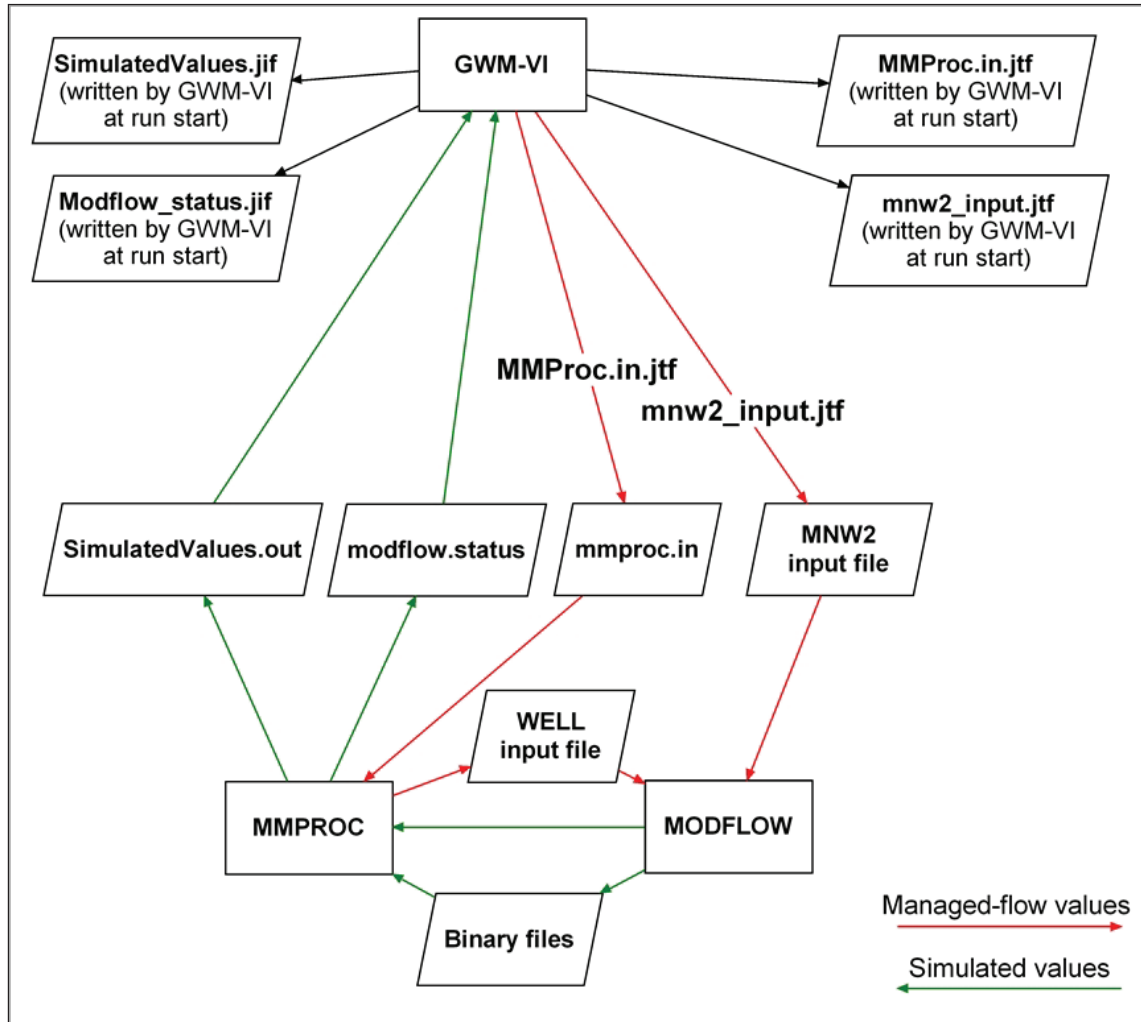 SimulatedValues.jif
(written by GWM-VI
at run start)
GWM-VI
MMProc.in.jtf
(written by GWM-VI
at run start)
Modflow_status.jif
(written by GWM-VI
at run start)
mnw2_input.jtf
(written by GWM-VI
at run start)
MMProc.in.jtf
mnw2_input.jtf
SimulatedValues.out
modflow.status
mmproc.in
MNW2
input file
WELL
input file
MMPROC
MODFLOW
Binary files
Managed-flow values
Simulated values